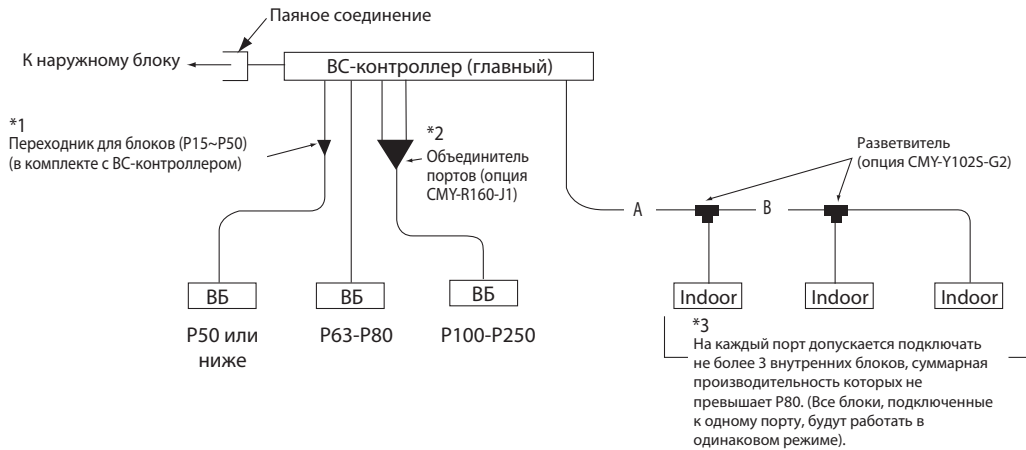 Паяное соединение
К наружному блоку
ВС-контроллер (главный)
*1
Переходник для блоков (P15~P50)
(в комплекте с ВС-контроллером)
*2
Объединитель
портов (опция
CMY-R160-J1)
Разветвитель
(опция CMY-Y102S-G2)
A
B
ВБ
ВБ
ВБ
Indoor
Indoor
Indoor
P50 или
ниже
P63-P80
P100-P250
*3
На каждый порт допускается подключать
не более 3 внутренних блоков, суммарная
производительность которых не
превышает P80. (Все блоки, подключенные
к одному порту, будут работать в
одинаковом режиме).